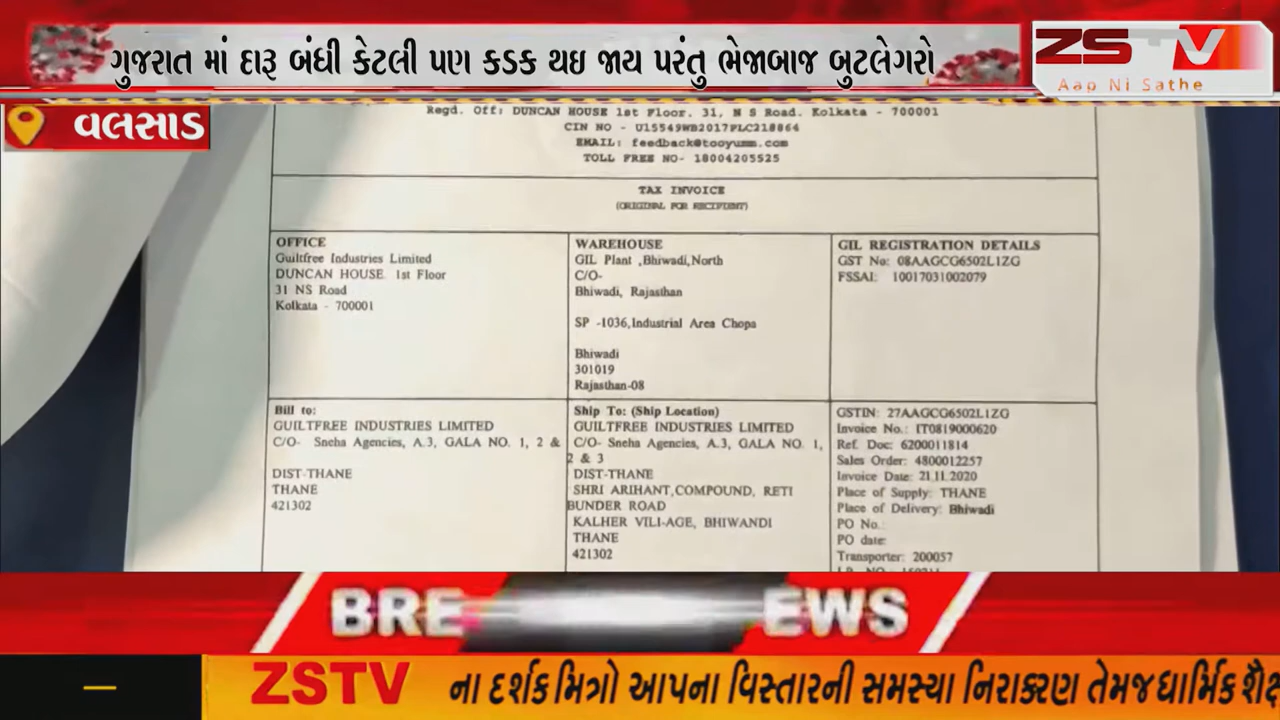 ગુજરાત માં દારૂ બંધી કેટલી પણ કડક થઇ જાય પરંતુ ભેજાબાજ બુટલેગરો
ZSTV
Aap Ni Sathe
વલસાડ
Regd. Off: DUNCAN HOUSE 1st Floor. 31, N S Road. Kolkata - 700001
CIN NO - U15549WB2017PLC218864
EMAIL: feedback@tooyumm.com
TOLL FREE NO- 18004205525
TAX INVOICE
(ORIGINAL FOR RECIPIENT)
OFFICE
Guiltfree Industries Limited
DUNCAN HOUSE 1st Floor
31 NS Road
Kolkata - 700001
WAREHOUSE
GIL Plant ,Bhiwadi,North
C/O-
Bhiwadi, Rajasthan
SP -1036,Industrial Area Chopa
Bhiwadi
301019
Rajasthan-08
GIL REGISTRATION DETAILS
GST No: 08AAGCG6502L1ZG
FSSAI: 10017031002079
Bill to:
GUILTFREE INDUSTRIES LIMITED
C/O- Sneha Agencies, A.3, GALA NO. 1, 2 &
DIST-THANE
THANE
421302
Ship To: (Ship Location)
GUILTFREE INDUSTRIES LIMITED
C/O- Sneha Agencies, A.3, GALA NO. 1,
2 & 3
DIST-THANE
SHRI ARIHANT,COMPOUND, RETI
BUNDER ROAD
KALHER VILI-AGE, BHIWANDI
THANE
421302
GSTIN: 27AAGCG6502L1ZG
Invoice No.: IT0819000620
Ref. Doc: 6200011814
Sales Order: 4800012257
Invoice Date: 21.11.2020
Place of Supply: THANE
Place of Delivery: Bhiwadi
PO No.:
PO date:
Transporter: 200057
BRE EWS
ZSTV ના દર્શક મિત્રો આપના વિસ્તારની સમસ્યા નિરાકરણ તેમજ ધાર્મિક શૈક્ષ